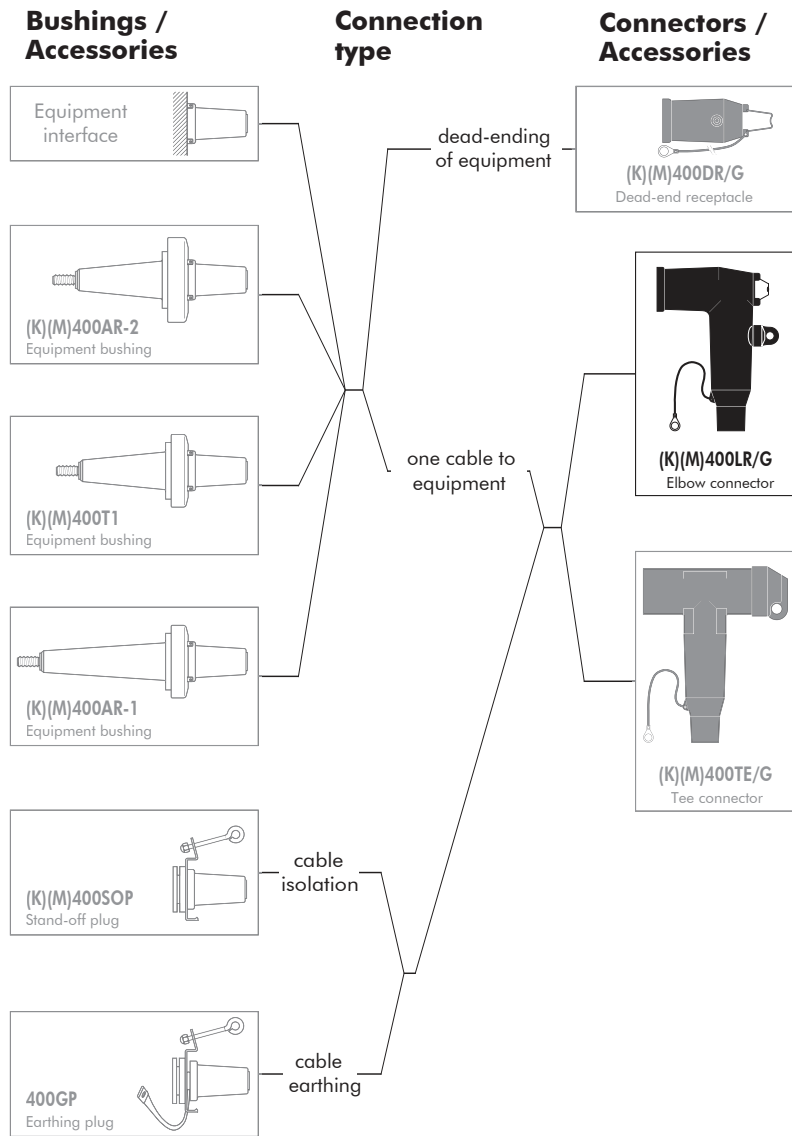 Bushings /
Accessories
Connection
type
Connectors /
Accessories
Equipment
interface
dead-ending
of equipment
(K)(M)400DR/G
Dead-end receptacle
(K)(M)400AR-2
Equipment bushing
(K)(M)400LR/G
Elbow connector
one cable to
equipment
(K)(M)400T1
Equipment bushing
(K)(M)400AR-1
Equipment bushing
(K)(M)400TE/G
Tee connector
cable
isolation
(K)(M)400SOP
Stand-off plug
cable
earthing
400GP
Earthing plug